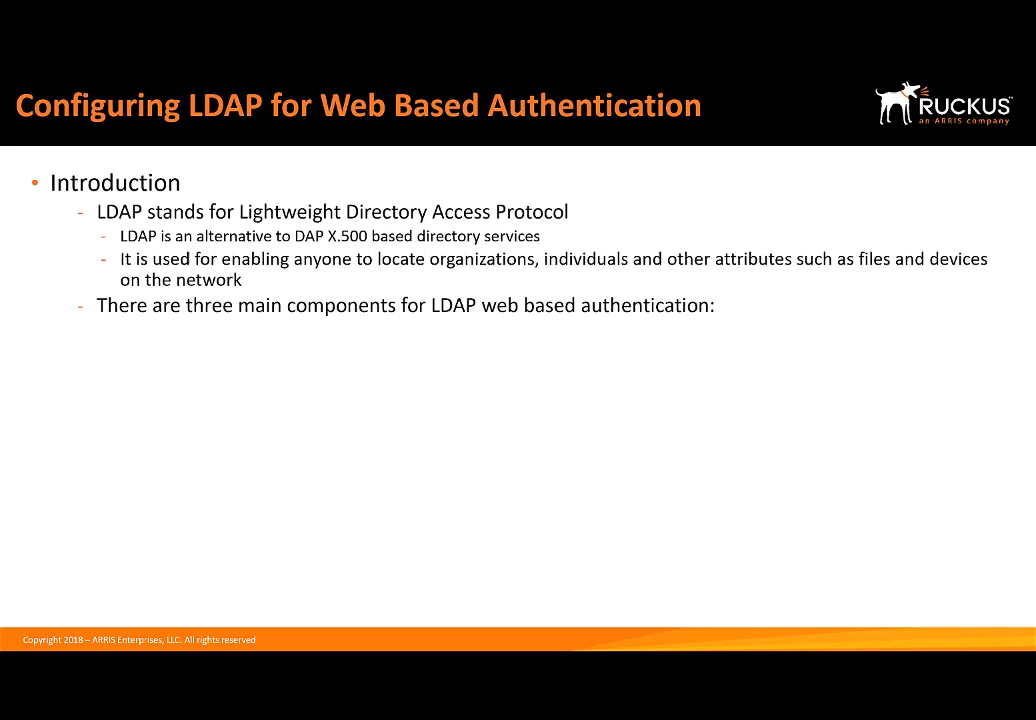 Configuring LDAP for Web Based Authentication
RUCKUS™
an ARRIS company
• Introduction
- LDAP stands for Lightweight Directory Access Protocol
- LDAP is an alternative to DAP X.500 based directory services
- It is used for enabling anyone to locate organizations, individuals and other attributes such as files and devices
on the network
- There are three main components for LDAP web based authentication:
Copyright 2018 – ARRIS Enterprises, LLC. All rights reserved